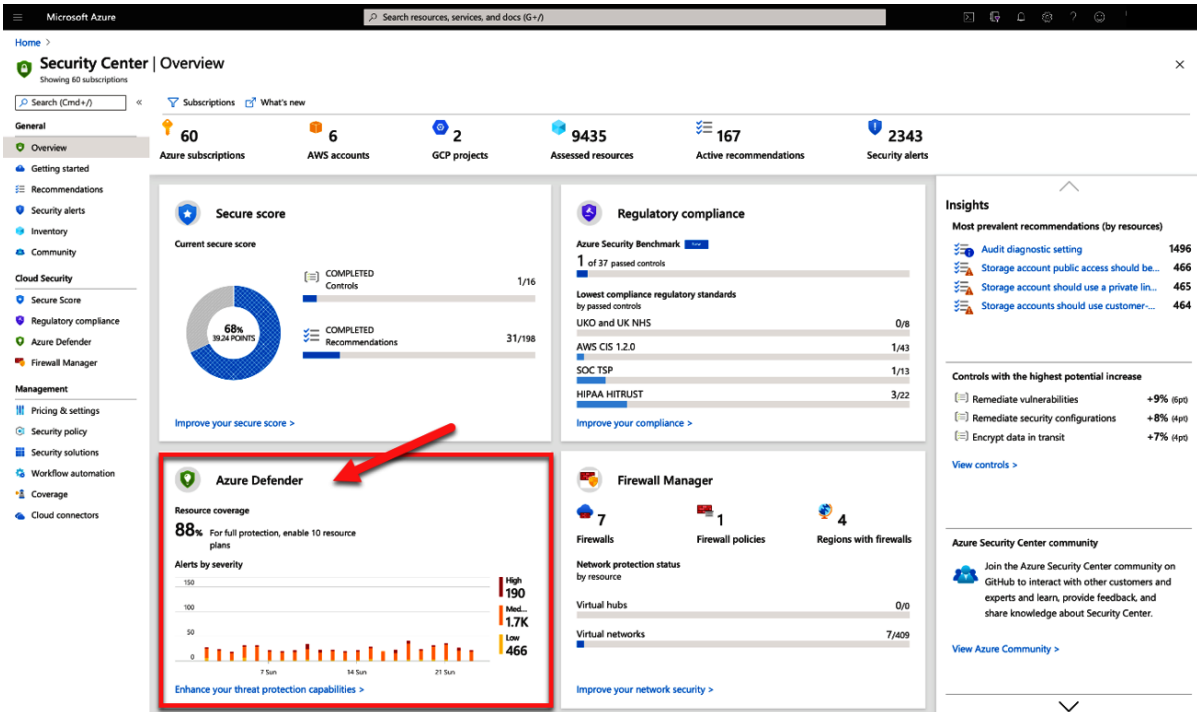 Microsoft Azure
Search resources, services, and docs (G+/)
Home >
Security Center | Overview
Showing 60 subscriptions
Search (Cmd+/)
«
Subscriptions
What's new
General
Overview
Getting started
Recommendations
Security alerts
Inventory
Community
Cloud Security
Secure Score
Regulatory compliance
Azure Defender
Firewall Manager
Management
Pricing & settings
Security policy
Security solutions
Workflow automation
Coverage
Cloud connectors
60
Azure subscriptions
6
AWS accounts
2
GCP projects
9435
Assessed resources
167
Active recommendations
2343
Security alerts
Secure score
Current secure score
68%
39.24 POINTS
COMPLETED
Controls
1/16
COMPLETED
Recommendations
31/198
Improve your secure score >
Regulatory compliance
Azure Security Benchmark
1 of 37 passed controls
Lowest compliance regulatory standards
by passed controls
UKO and UK NHS 0/8
AWS CIS 1.2.0 1/43
SOC TSP 1/13
HIPAA HITRUST 3/22
Improve your compliance >
Azure Defender
Resource coverage
88% For full protection, enable 10 resource
plans
Alerts by severity
150
100
50
0
7 Sun
14 Sun
21 Sun
High
190
Med...
1.7K
Low
466
Enhance your threat protection capabilities >
Firewall Manager
7
Firewalls
1
Firewall policies
4
Regions with firewalls
Network protection status
by resource
Virtual hubs 0/0
Virtual networks 7/409
Improve your network security >
Insights
Most prevalent recommendations (by resources)
Audit diagnostic setting 1496
Storage account public access should be... 466
Storage account should use a private lin... 465
Storage accounts should use customer-... 464
Controls with the highest potential increase
Remediate vulnerabilities +9% (6pt)
Remediate security configurations +8% (4pt)
Encrypt data in transit +7% (4pt)
View controls >
Azure Security Center community
Join the Azure Security Center community on
GitHub to interact with other customers and
experts and learn, provide feedback, and
share knowledge about Security Center.
View Azure Community >